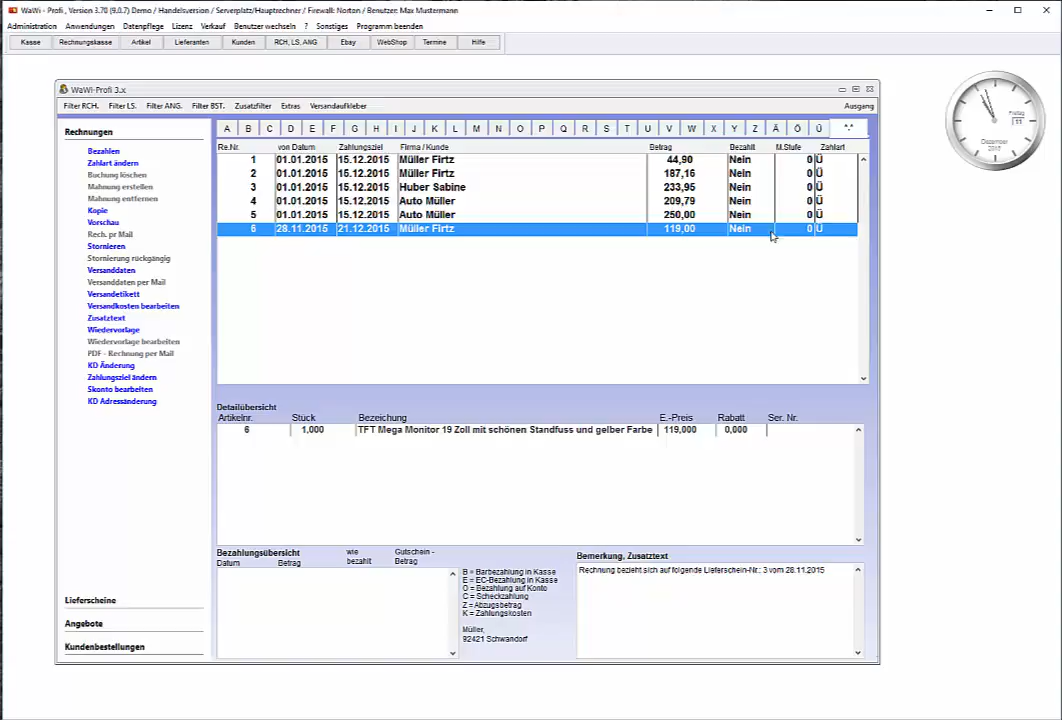 WaWi - Profi , Version 3.70 (9.0.7) Demo / Handelsversion / Serverplatz/Hauptrechner / Firewall: Norton / Benutzer: Max Mustermann
Administration Anwendungen Datenpflege Lizenz Verkauf Benutzer wechseln ? Sonstiges Programm beenden
Kasse Rechnungskasse Artikel Lieferanten Kunden RCH, LS, ANG Ebay WebShop Termine Hilfe
WaWi-Profi 3.x
Filter RCH. Filter LS. Filter ANG. Filter BST. Zusatzfilter Extras Versandaufkleber Ausgang
Rechnungen
Bezahlen
Zahlart ändern
Buchung löschen
Mahnung erstellen
Mahnung entfernen
Kopie
Vorschau
Rech. pr Mail
Stornieren
Stornierung rückgängig
Versanddaten
Versanddaten per Mail
Versandetikett
Versandkosten bearbeiten
Zusatztext
Wiedervorlage
Wiedervorlage bearbeiten
PDF - Rechnung per Mail
KD Änderung
Zahlungsziel ändern
Skonto bearbeiten
KD Adressänderung
Lieferscheine
Angebote
Kundenbestellungen
A B C D E F G H I J K L M N O P Q R S T U V W X Y Z Ä Ö Ü *.*
Re.Nr. von Datum Zahlungsziel Firma / Kunde Betrag Bezahlt M.Stufe Zahlart
1 01.01.2015 15.12.2015 Müller Firtz 44,90 Nein 0 Ü
2 01.01.2015 15.12.2015 Müller Firtz 187,16 Nein 0 Ü
3 01.01.2015 15.12.2015 Huber Sabine 233,95 Nein 0 Ü
4 01.01.2015 15.12.2015 Auto Müller 209,79 Nein 0 Ü
5 01.01.2015 15.12.2015 Auto Müller 250,00 Nein 0 Ü
6 28.11.2015 21.12.2015 Müller Firtz 119,00 Nein 0 Ü
Detailübersicht
Artikelnr. Stück Bezeichung E.-Preis Rabatt Ser. Nr.
6 1,000 TFT Mega Monitor 19 Zoll mit schönen Standfuss und gelber Farbe 119,000 0,000
Bezahlungsübersicht wie bezahlt Gutschein - Betrag
Datum Betrag
B = Barbezahlung in Kasse
E = EC-Bezahlung in Kasse
O = Bezahlung auf Konto
C = Scheckzahlung
Z = Abzugsbetrag
K = Zahlungskosten
Müller,
92421 Schwandorf
Bemerkung, Zusatztext
Rechnung bezieht sich auf folgende Lieferschein-Nr.: 3 vom 28.11.2015
Freitag
11
Dezember
2015